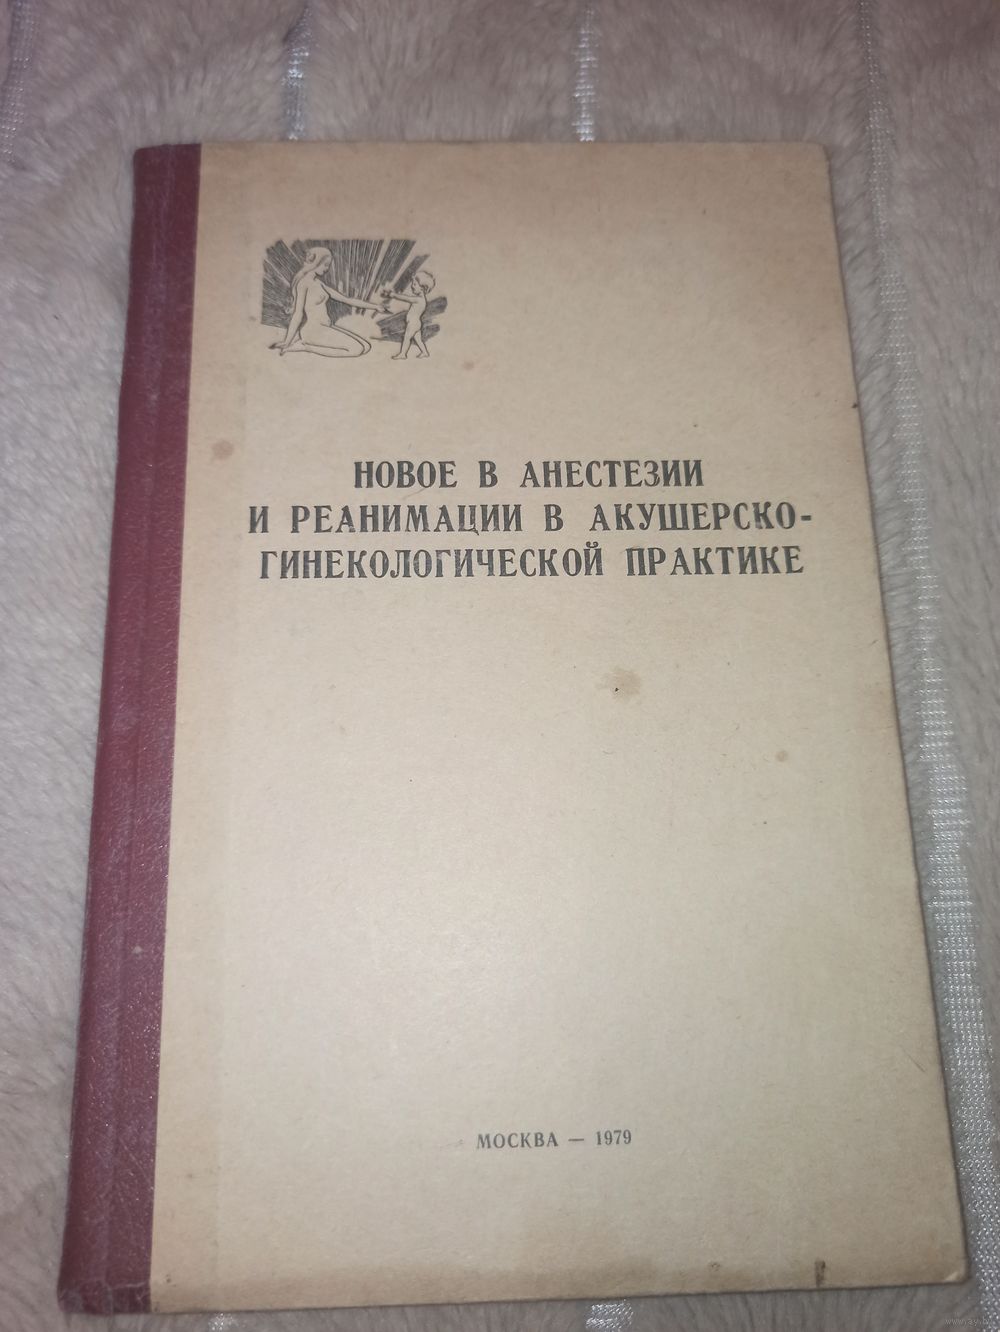 НОВОЕ В АНЕСТЕЗИИ
И РЕАНИМАЦИИ В АКУШЕРСКО-
ГИНЕКОЛОГИЧЕСКОЙ ПРАКТИКЕ
МОСКВА — 1979